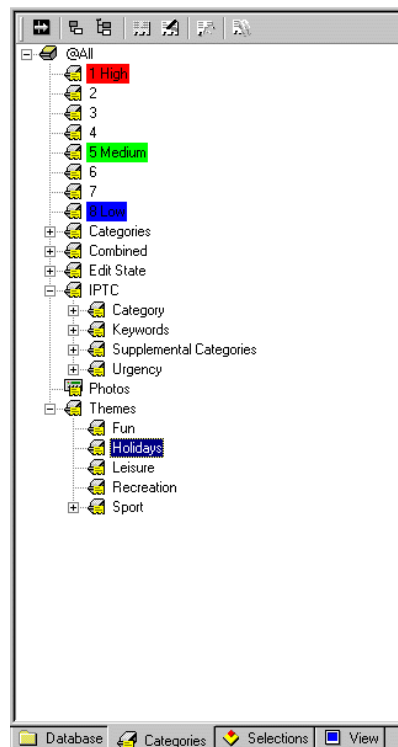 @All
1 High
2
3
4
5 Medium
6
7
8 Low
Categories
Combined
Edit State
IPTC
Category
Keywords
Supplemental Categories
Urgency
Photos
Themes
Fun
Holidays
Leisure
Recreation
Sport
Database Categories Selections View